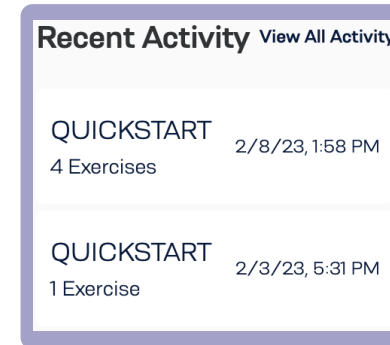 Recent Activity View All Activity
QUICKSTART
4 Exercises
2/8/23, 1:58 PM
QUICKSTART
1 Exercise
2/3/23, 5:31 PM